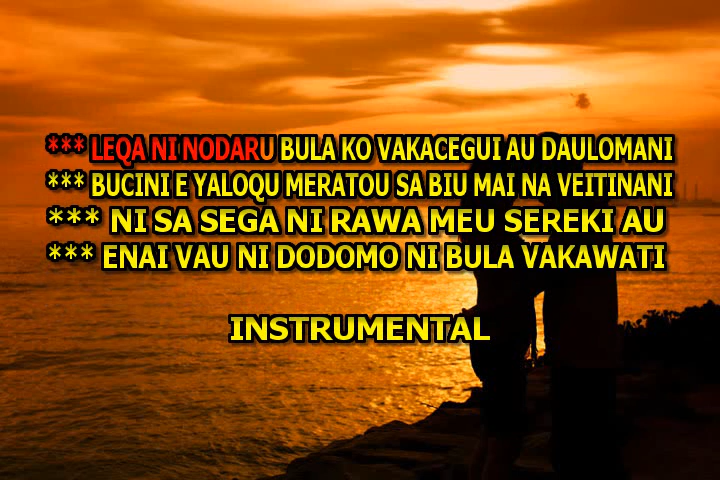 *** LEQA NI NODARU BULA KO VAKACEGUI AU DAULOMANI
*** BUCINI E YALOQU MERATOU SA BIU MAI NA VEITINANI
*** NI SA SEGA NI RAWA MEU SEREKI AU
*** ENAI VAU NI DODOMO NI BULA VAKAWATI
INSTRUMENTAL